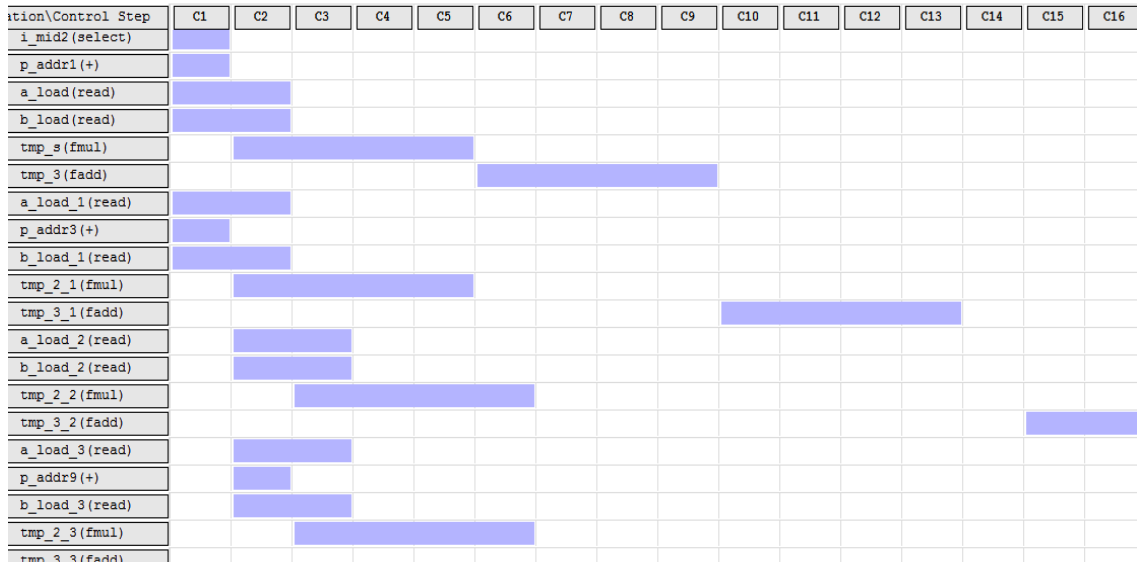 ation\Control Step C1 C2 C3 C4 C5 C6 C7 C8 C9 C10 C11 C12 C13 C14 C15 C16
i_mid2(select)
p_addr1(+)
a_load(read)
b_load(read)
tmp_s(fmul)
tmp_3(fadd)
a_load_1(read)
p_addr3(+)
b_load_1(read)
tmp_2_1(fmul)
tmp_3_1(fadd)
a_load_2(read)
b_load_2(read)
tmp_2_2(fmul)
tmp_3_2(fadd)
a_load_3(read)
p_addr9(+)
b_load_3(read)
tmp_2_3(fmul)
tmp_3_3(fadd)